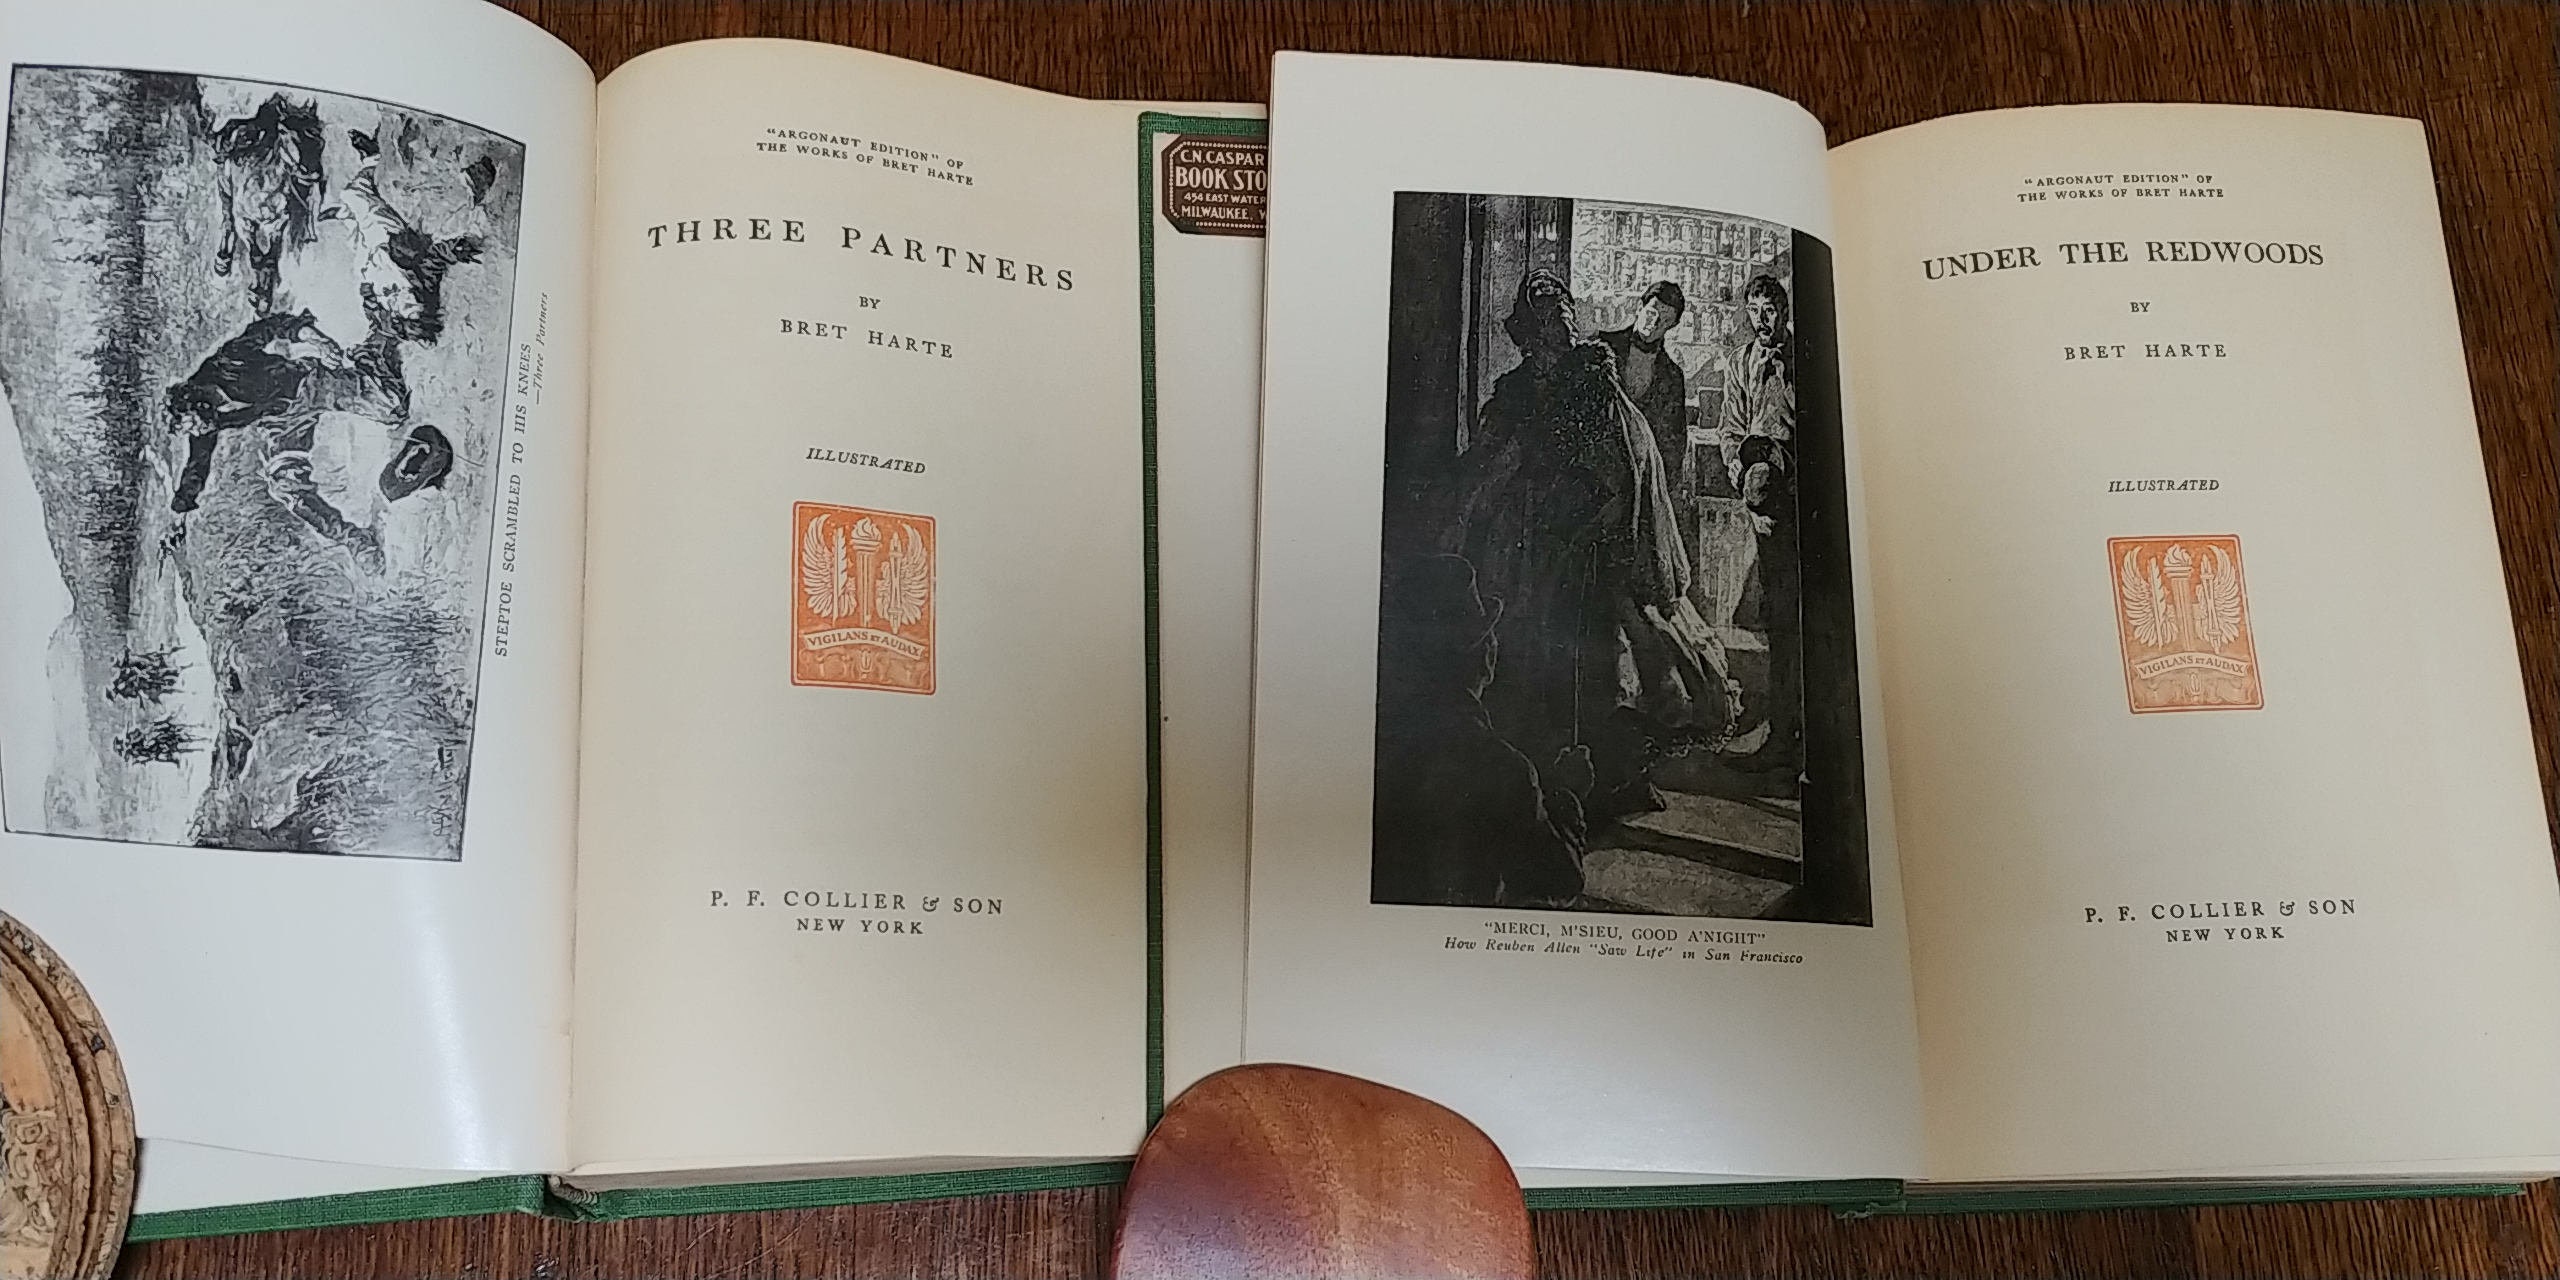 STEPTOE SCRAMBLED TO HIS KNEES
—Three Partners
"ARGONAUT EDITION" OF
THE WORKS OF BRET HARTE
THREE PARTNERS
BY
BRET HARTE
ILLUSTRATED
VIGILANS ET AUDAX
P. F. COLLIER & SON
NEW YORK
C.N. CASPAR
BOOK STO
454 EAST WATER
MILWAUKEE, W
"MERCI, M'SIEU, GOOD A'NIGHT"
How Reuben Allen "Saw Life" in San Francisco
"ARGONAUT EDITION" OF
THE WORKS OF BRET HARTE
UNDER THE REDWOODS
BY
BRET HARTE
ILLUSTRATED
VIGILANS ET AUDAX
P. F. COLLIER & SON
NEW YORK